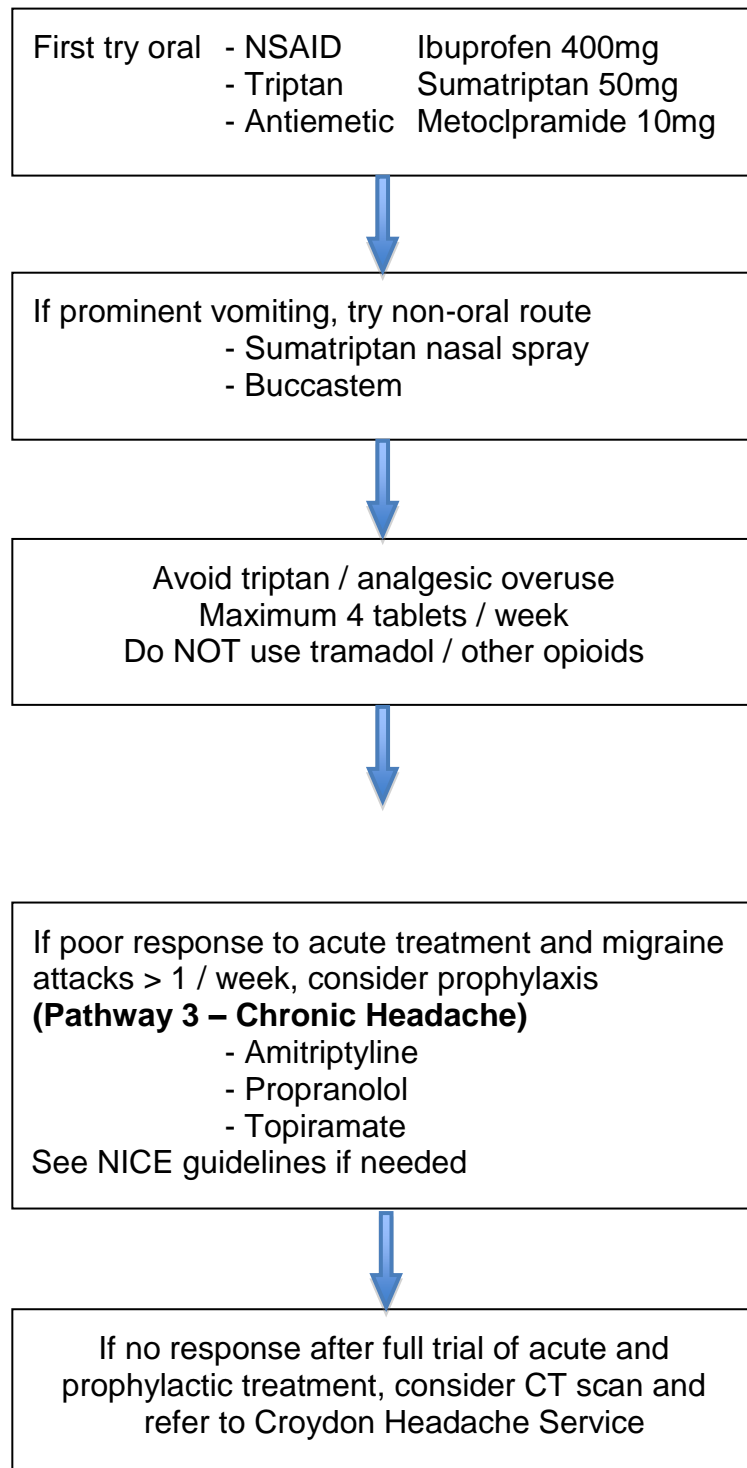 First try oral - NSAID Ibuprofen 400mg
- Triptan Sumatriptan 50mg
- Antiemetic Metoclpramide 10mg
If prominent vomiting, try non-oral route
- Sumatriptan nasal spray
- Buccastem
Avoid triptan / analgesic overuse
Maximum 4 tablets / week
Do NOT use tramadol / other opioids
If poor response to acute treatment and migraine
attacks > 1 / week, consider prophylaxis
(Pathway 3 – Chronic Headache)
- Amitriptyline
- Propranolol
- Topiramate
See NICE guidelines if needed
If no response after full trial of acute and
prophylactic treatment, consider CT scan and
refer to Croydon Headache Service